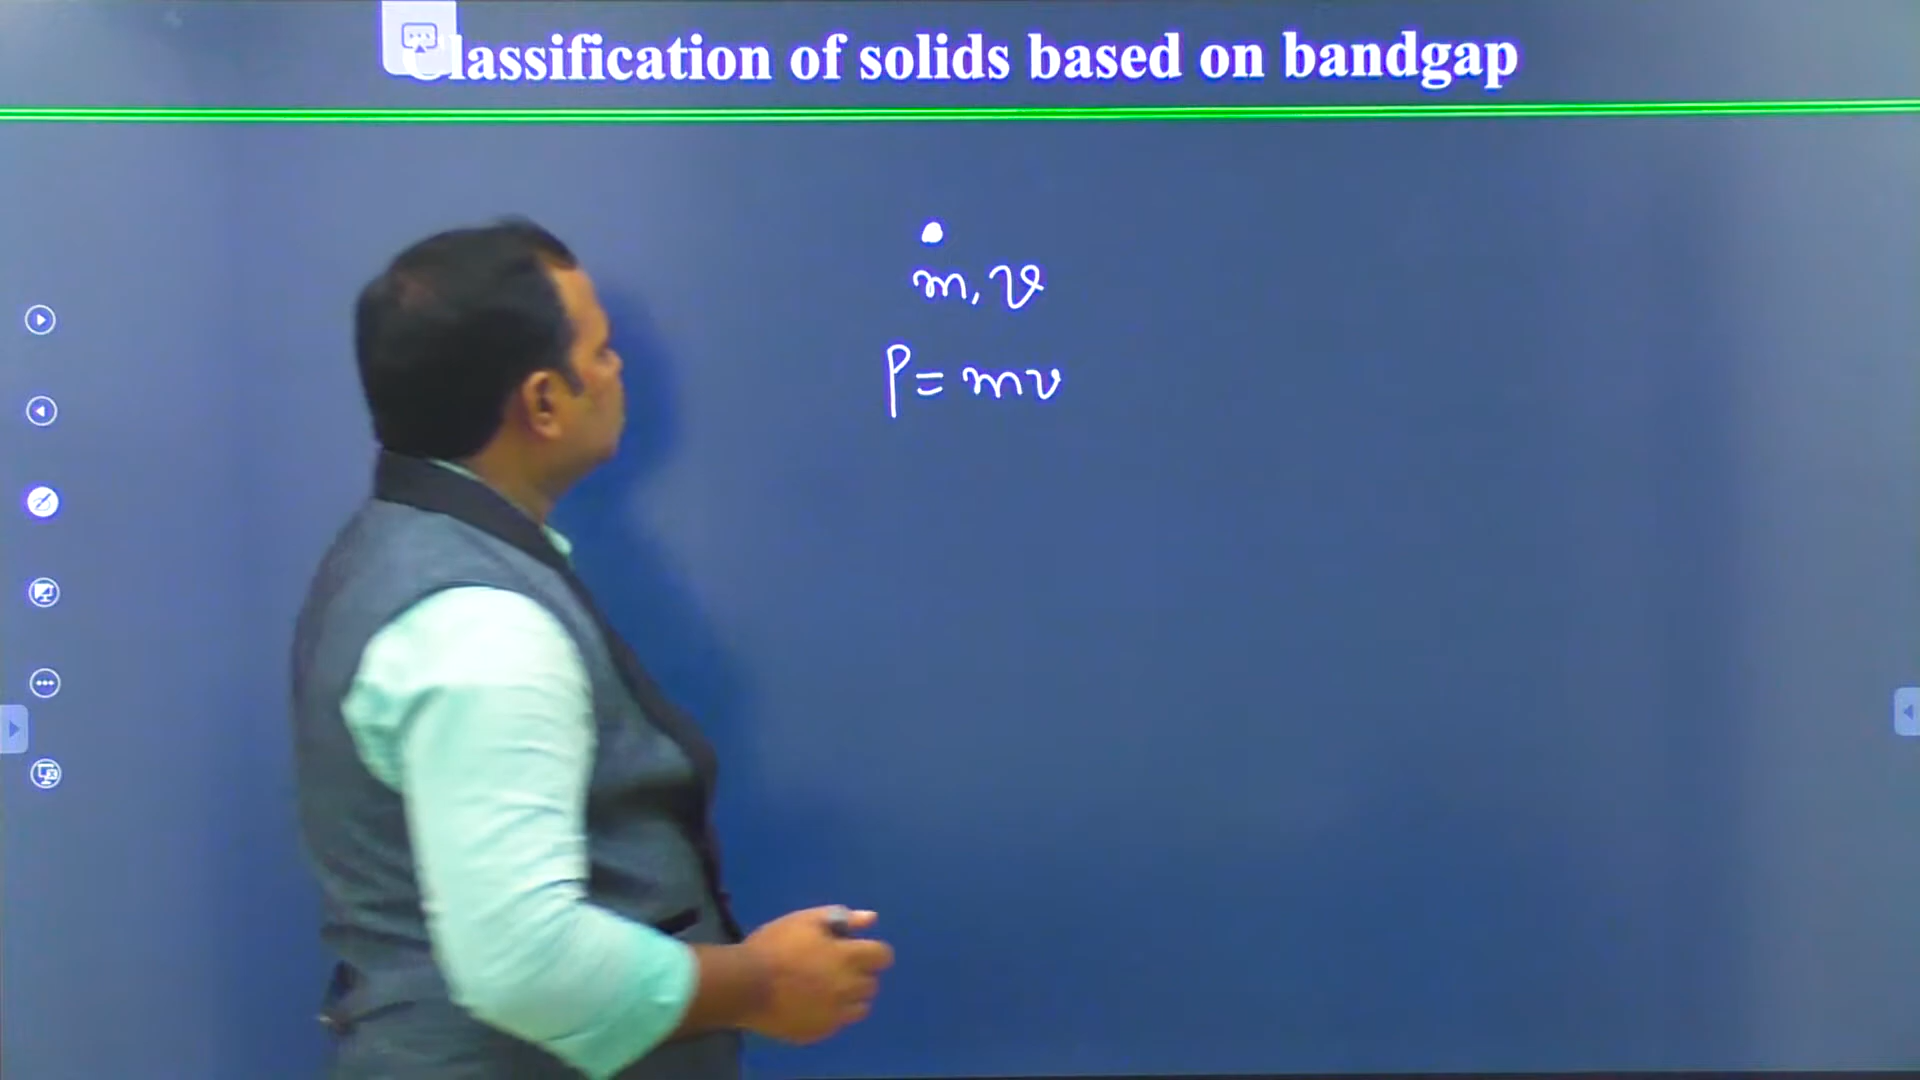 Classification of solids based on bandgap
m, v
P = mv